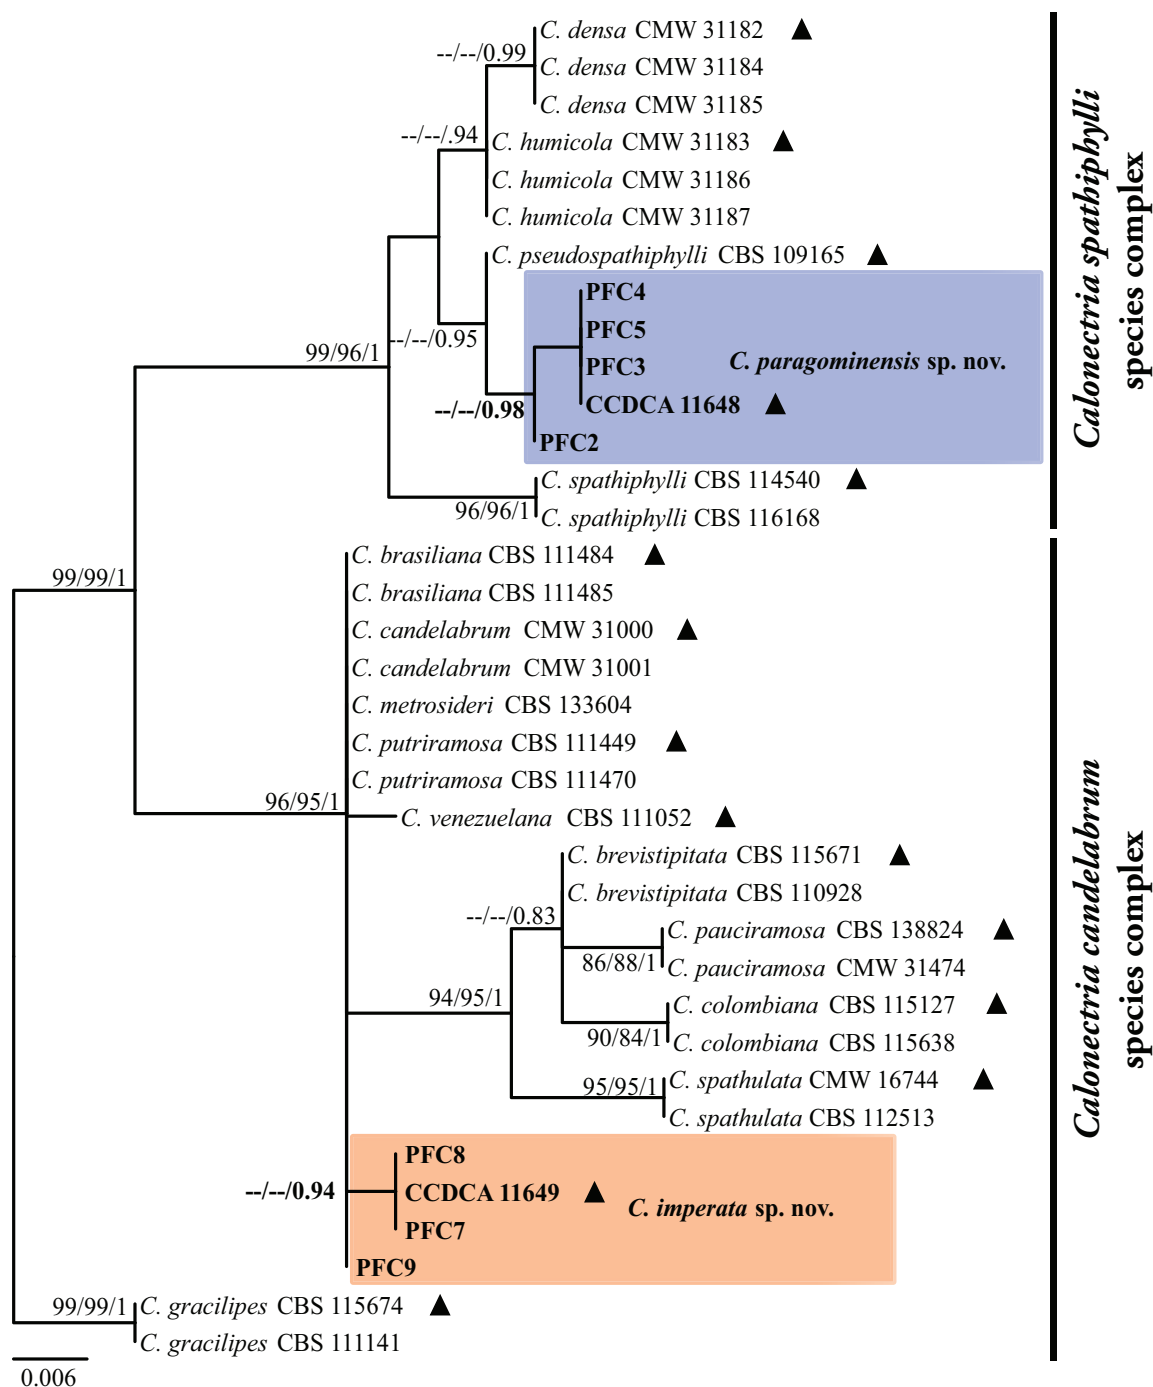 C. densa CMW 31182 ▲
--/--/0.99
C. densa CMW 31184
C. densa CMW 31185
--/--/.94
C. humicola CMW 31183 ▲
C. humicola CMW 31186
C. humicola CMW 31187
C. pseudospathiphylli CBS 109165 ▲
PFC4
PFC5
--/--/0.95
99/96/1
PFC3
C. paragominensis sp. nov.
CCDCA 11648 ▲
--/--/0.98
PFC2
C. spathiphylli CBS 114540 ▲
96/96/1
C. spathiphylli CBS 116168
Calonectria spathiphylli
species complex
C. brasiliana CBS 111484 ▲
99/99/1
C. brasiliana CBS 111485
C. candelabrum CMW 31000 ▲
C. candelabrum CMW 31001
C. metrosideri CBS 133604
C. putriramosa CBS 111449 ▲
C. putriramosa CBS 111470
96/95/1
C. venezuelana CBS 111052 ▲
C. brevistipitata CBS 115671 ▲
C. brevistipitata CBS 110928
--/--/0.83
C. pauciramosa CBS 138824 ▲
86/88/1
C. pauciramosa CMW 31474
94/95/1
C. colombiana CBS 115127 ▲
90/84/1
C. colombiana CBS 115638
95/95/1
C. spathulata CMW 16744 ▲
C. spathulata CBS 112513
PFC8
--/--/0.94
CCDCA 11649 ▲
C. imperata sp. nov.
PFC7
PFC9
Calonectria candelabrum
species complex
99/99/1
C. gracilipes CBS 115674 ▲
C. gracilipes CBS 111141
0.006